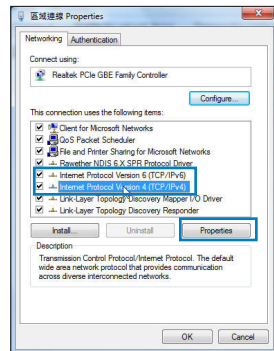 區域連線 Properties
Networking Authentication
Connect using:
Realtek PCIe GBE Family Controller
Configure...
This connection uses the following items:
Client for Microsoft Networks
QoS Packet Scheduler
File and Printer Sharing for Microsoft Networks
Rawether NDIS 6.X SPR Protocol Driver
Internet Protocol Version 6 (TCP/IPv6)
Internet Protocol Version 4 (TCP/IPv4)
Link-Layer Topology Discovery Mapper I/O Driver
Link-Layer Topology Discovery Responder
Install... Uninstall Properties
Description
Transmission Control Protocol/Internet Protocol. The default
wide area network protocol that provides communication
across diverse interconnected networks.
OK Cancel